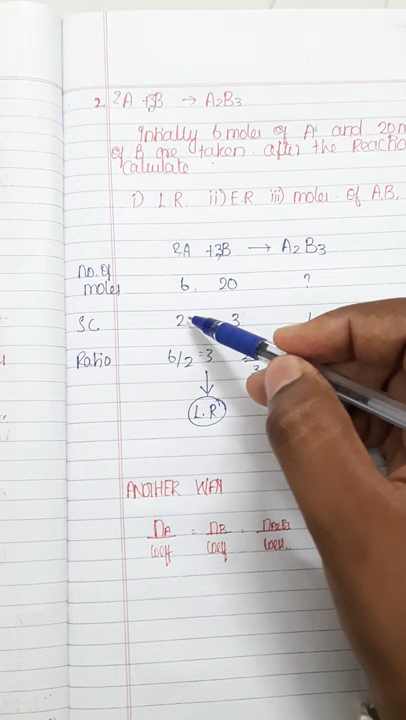 2. 2A + 3B → A2B3
Initially 6 moles of A and 20 m
of B are taken. after the Reactio
Calculate
i) L.R. ii) E.R iii) moles of A,B,
2A + 3B → A2B3
No. of
moles 6. 20 ?
SC 2 3
Ratio 6/2 = 3
L.R
ANOTHER WAY
nA/coeff = nB/coeff = nA2B3/coeff.